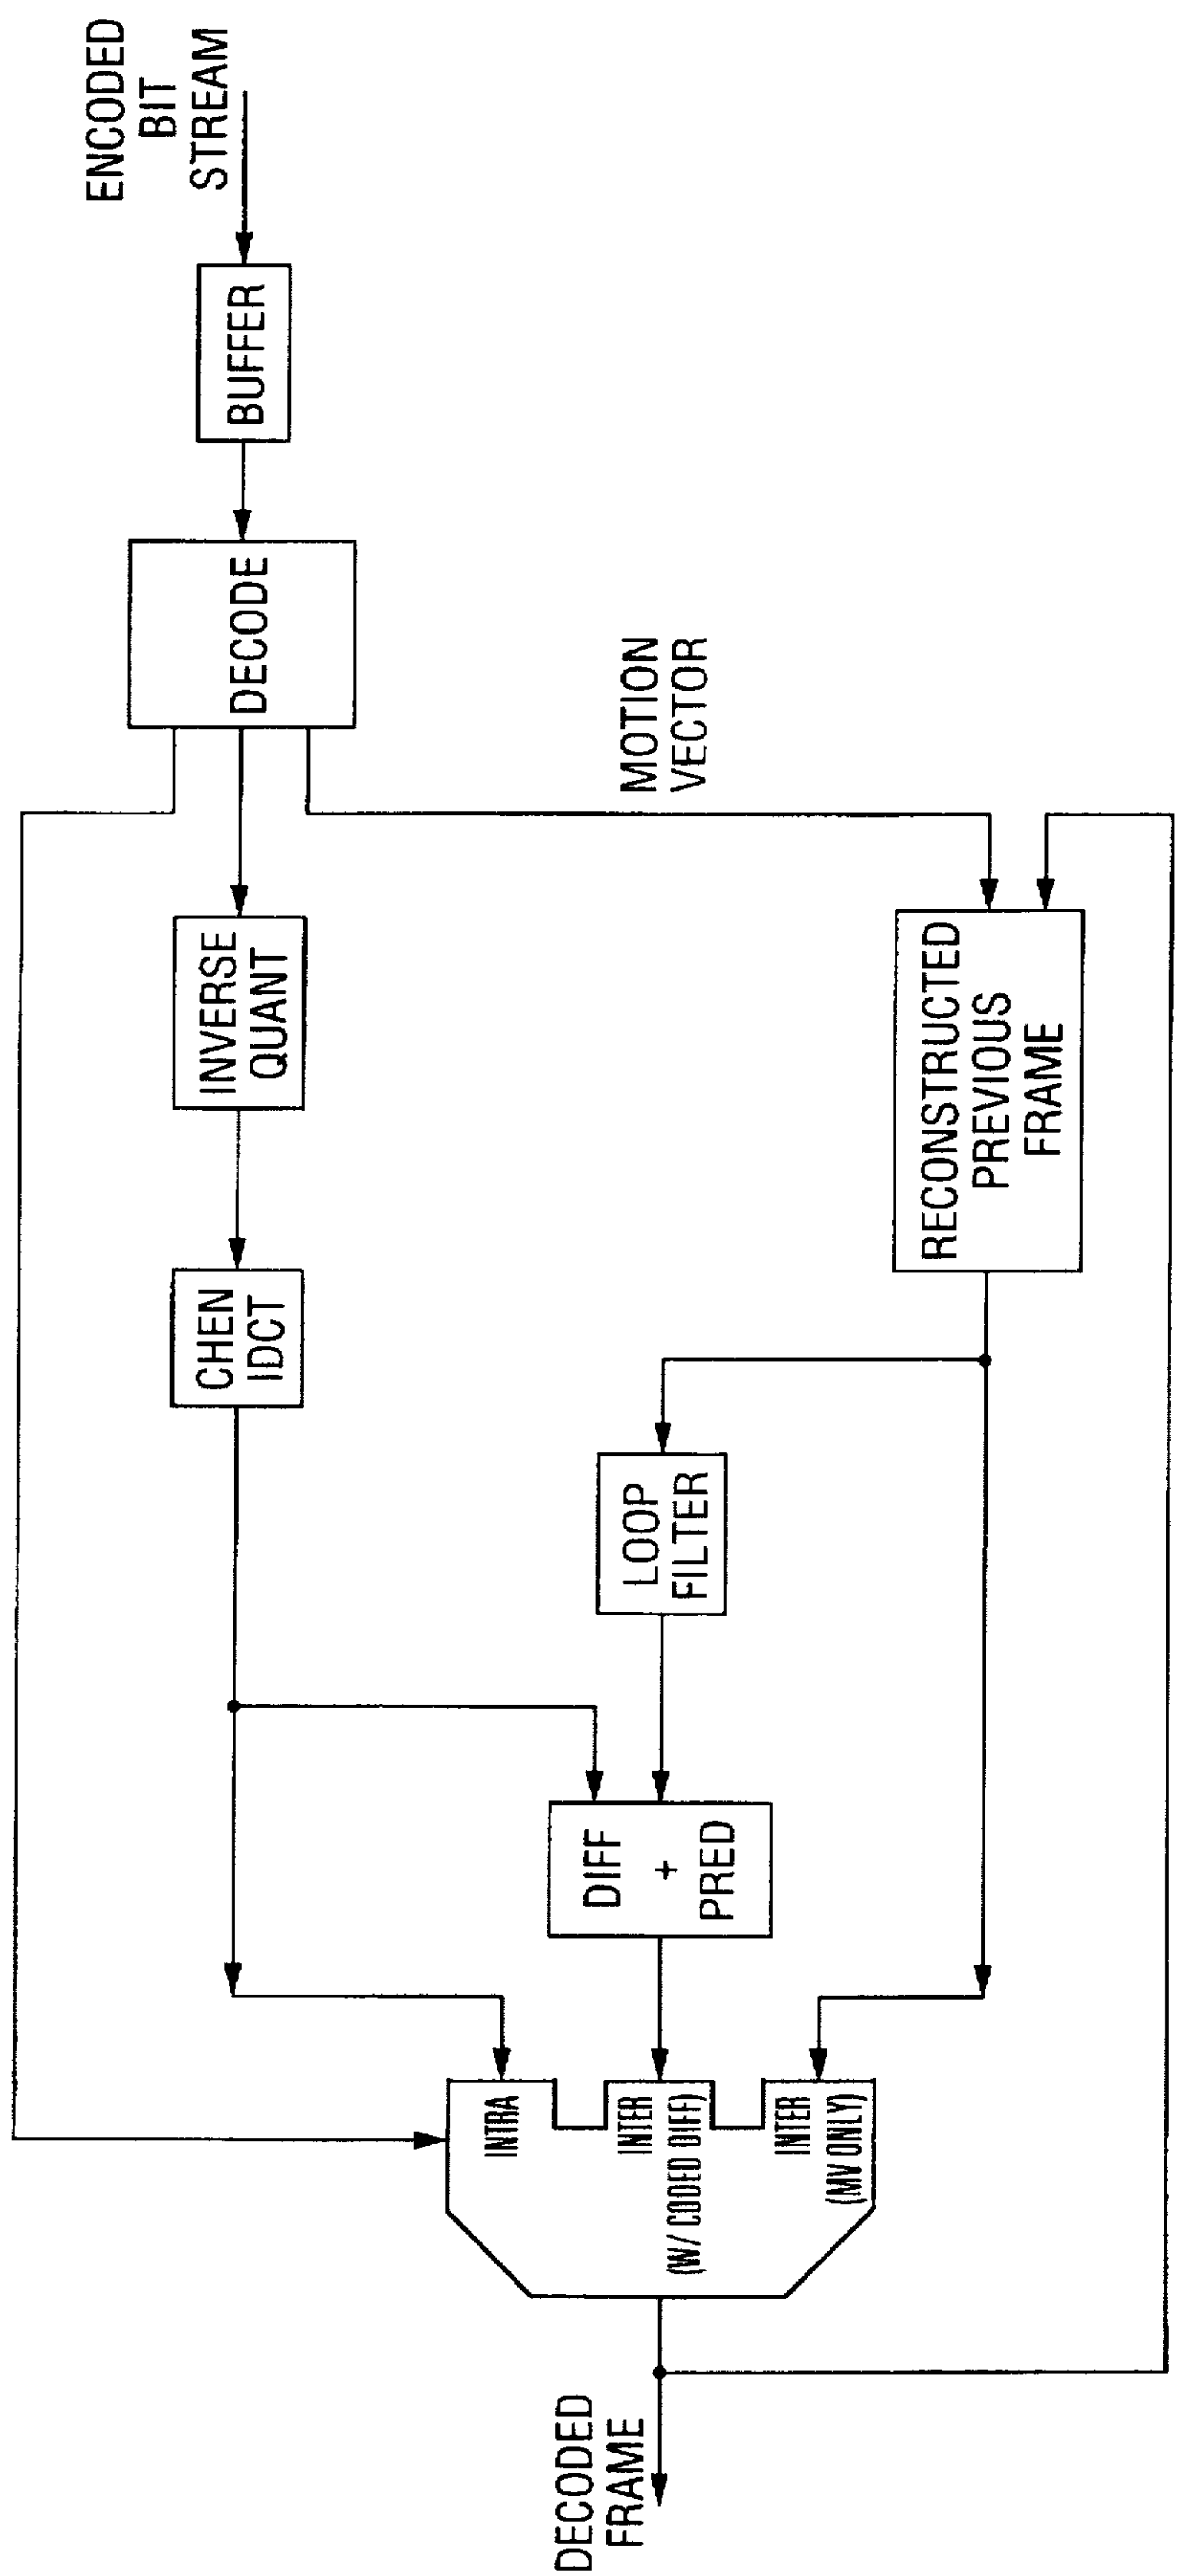 ENCODED
BIT
STREAM
BUFFER
DECODE
MOTION
VECTOR
INVERSE
QUANT
RECONSTRUCTED
PREVIOUS
FRAME
CHEN
IDCT
LOOP
FILTER
DIFF
+
PRED
INTRA
INTER
(W/ CODED DIFF)
INTER
(MV ONLY)
DECODED
FRAME